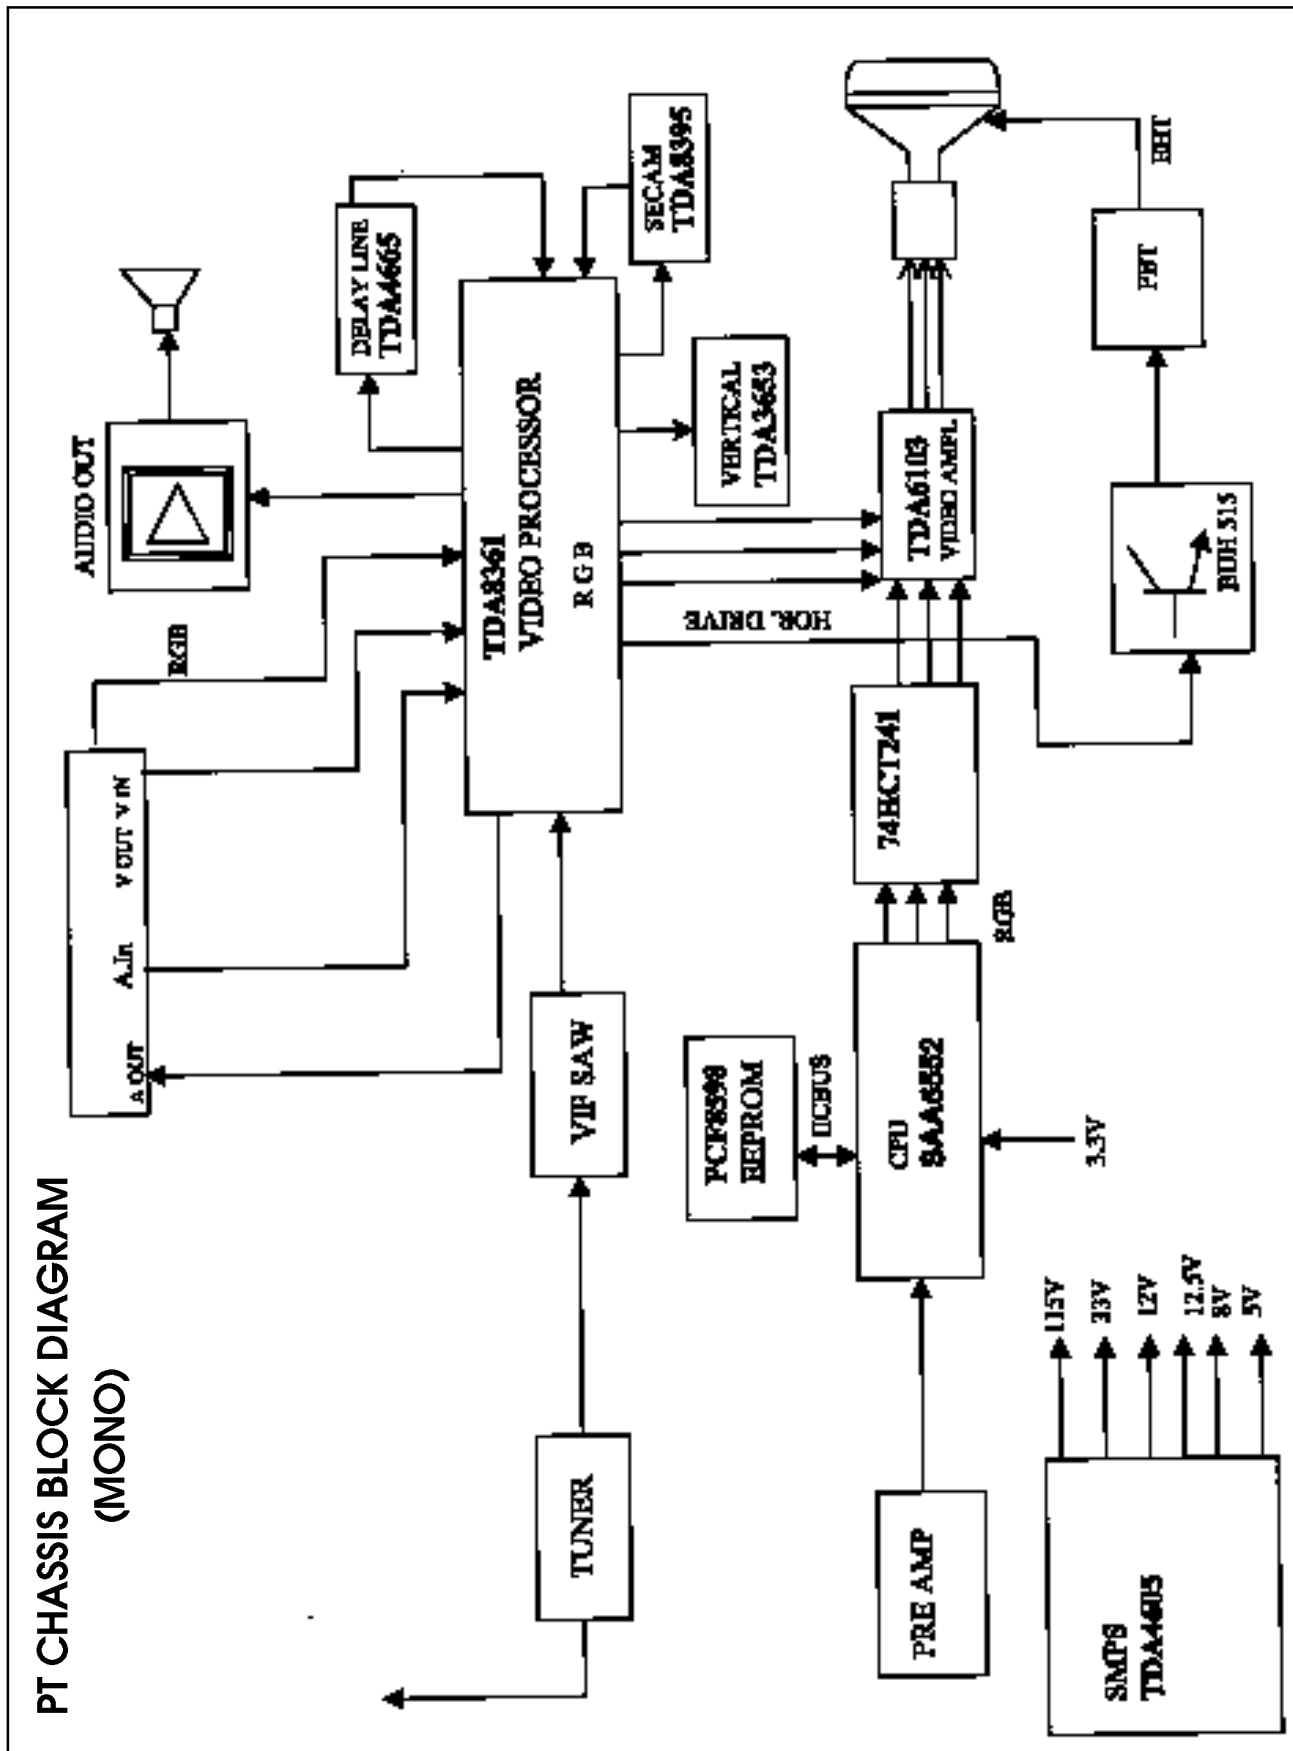 PT CHASSIS BLOCK DIAGRAM
(MONO)
A OUT
A.In
V OUT V IN
RGB
AUDIO OUT
DELAY LINE
TDA4665
TDA8361
VIDEO PROCESSOR
R G B
SECAM
TDA8395
VERTICAL
TDA3653
HOR. DRIVE
TUNER
VIF SAW
PCF8598
EEPROM
IICBUS
CPU
SAA5552
3.3V
RGB
74HCT241
TDA6103
VIDEO AMPL
PRE AMP
SMPS
TDA4605
115V
33V
12V
12.5V
8V
5V
BUH 515
FBT
EHT